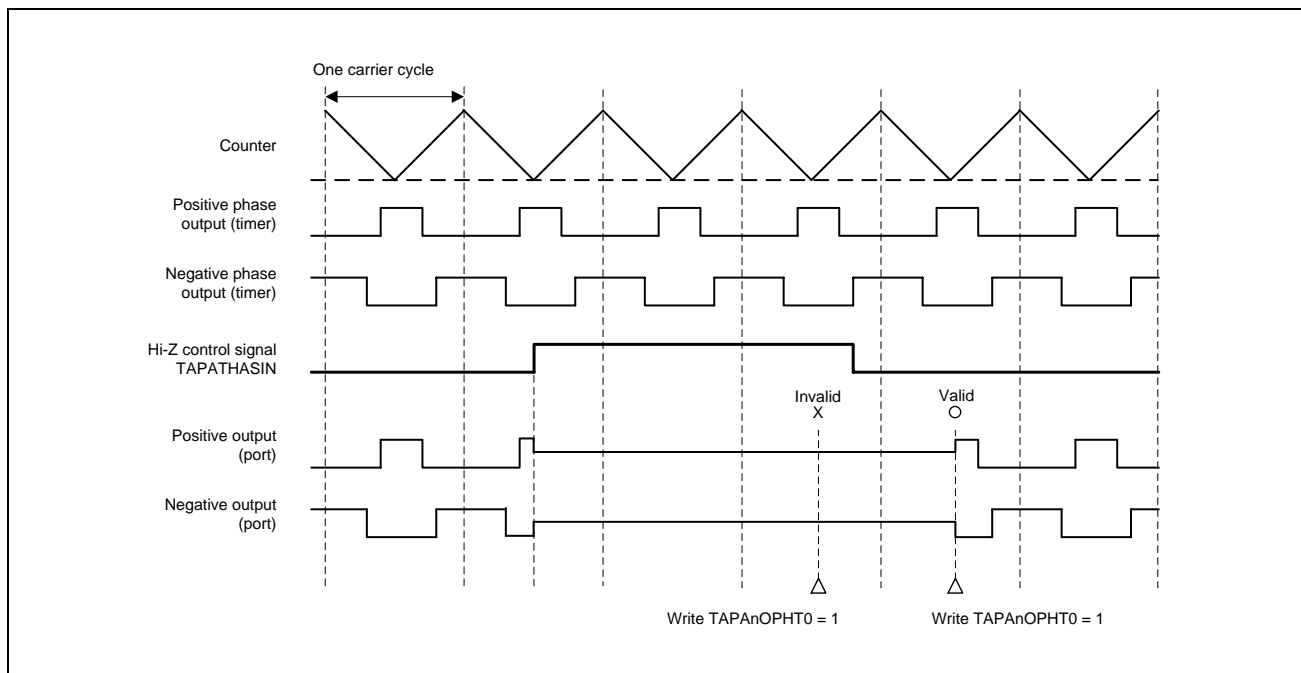 One carrier cycle
Counter
Positive phase
output (timer)
Negative phase
output (timer)
Hi-Z control signal
TAPATHASIN
Invalid
X
Valid
Positive output
(port)
Negative output
(port)
Write TAPAnOPHT0 = 1
Write TAPAnOPHT0 = 1